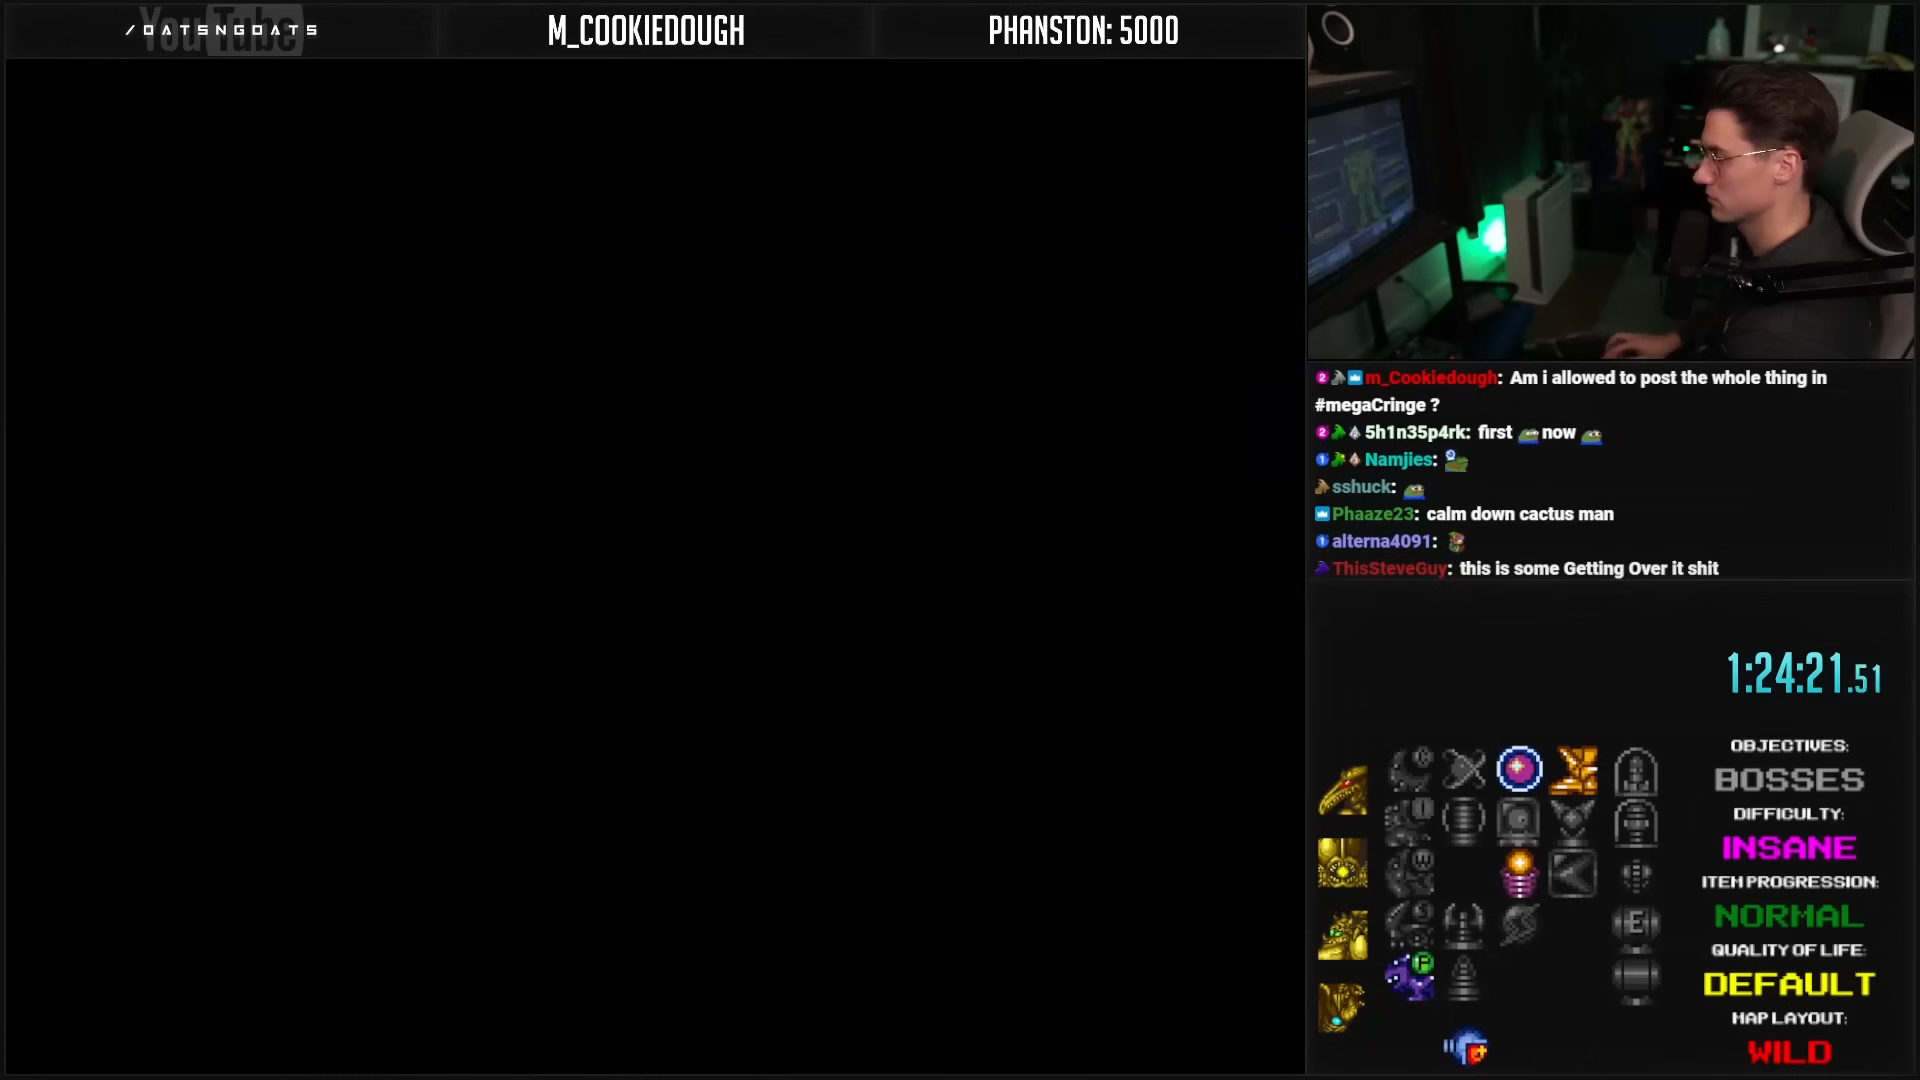 YouTube
/OATSNGOATS
M_COOKIEDOUGH
PHANSTON: 5000
m_Cookiedough: Am i allowed to post the whole thing in
#megaCringe ?
5h1n35p4rk: first now
Namjies:
sshuck:
Phaaze23: calm down cactus man
alterna4091:
ThisSteveGuy: this is some Getting Over it shit
1:24:21.51
OBJECTIVES:
BOSSES
DIFFICULTY:
INSANE
ITEM PROGRESSION:
NORMAL
QUALITY OF LIFE:
DEFAULT
MAP LAYOUT:
WILD